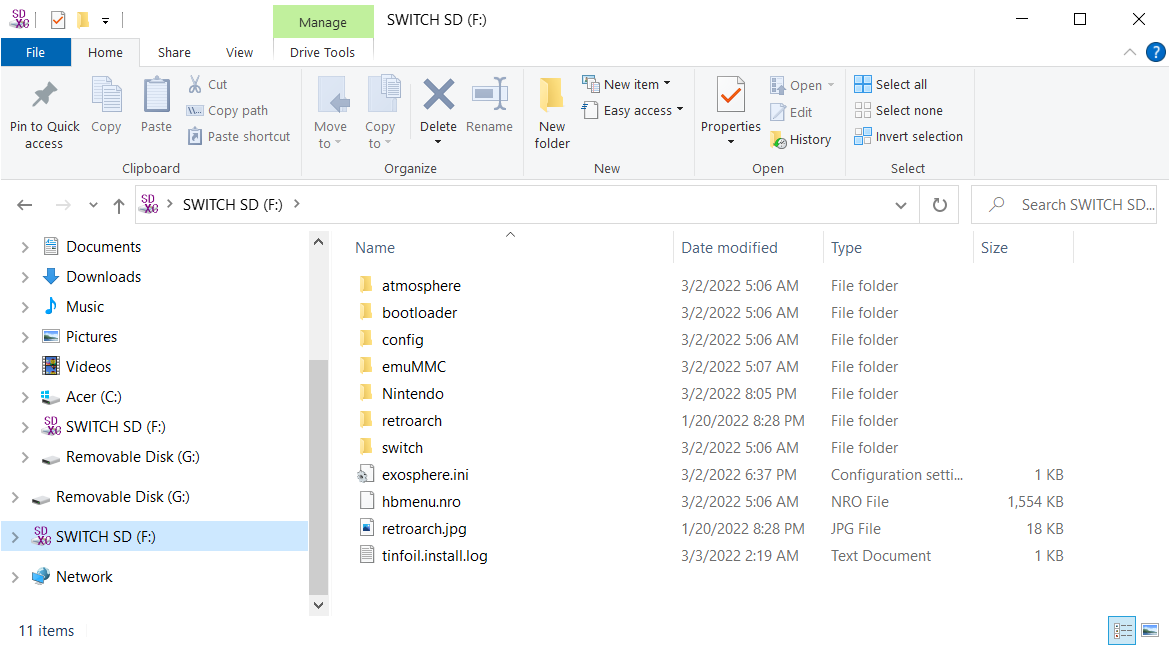 SWITCH SD (F:)
Manage
File
Home
Share
View
Drive Tools
Pin to Quick access
Copy
Paste
Cut
Copy path
Paste shortcut
Clipboard
Move to
Copy to
Delete
Rename
Organize
New folder
New item
Easy access
New
Properties
Open
Edit
History
Open
Select all
Select none
Invert selection
Select
SD XC SWITCH SD (F:)
Search SWITCH SD...
Documents
Downloads
Music
Pictures
Videos
Acer (C:)
SD XC SWITCH SD (F:)
Removable Disk (G:)
Removable Disk (G:)
SD XC SWITCH SD (F:)
Network
Name Date modified Type Size
atmosphere 3/2/2022 5:06 AM File folder
bootloader 3/2/2022 5:06 AM File folder
config 3/2/2022 5:06 AM File folder
emuMMC 3/2/2022 5:07 AM File folder
Nintendo 3/2/2022 8:05 PM File folder
retroarch 1/20/2022 8:28 PM File folder
switch 3/2/2022 5:06 AM File folder
exosphere.ini 3/2/2022 6:37 PM Configuration setti... 1 KB
hbmenu.nro 3/2/2022 5:06 AM NRO File 1,554 KB
retroarch.jpg 1/20/2022 8:28 PM JPG File 18 KB
tinfoil.install.log 3/3/2022 2:19 AM Text Document 1 KB
11 items